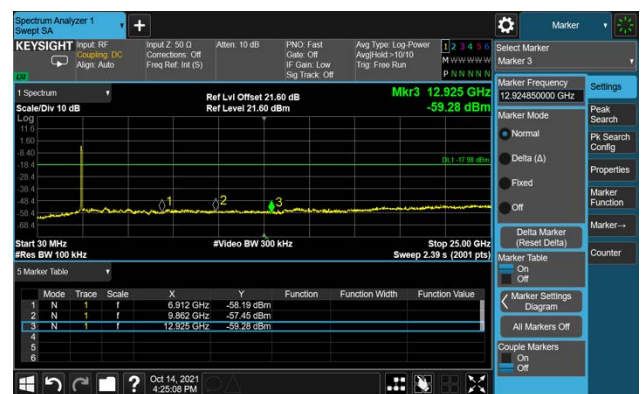 Spectrum Analyzer 1
Swept SA
Marker
KEYSIGHT
Input: RF
Coupling: DC
Align: Auto
Input Z: 50 Ω
Corrections: Off
Freq Ref: Int (S)
Atten: 10 dB
PNO: Fast
Gate: Off
IF Gain: Low
Sig Track: Off
Avg Type: Log-Power
Avg|Hold:>10/10
Trig: Free Run
1 2 3 4 5 6
M W W W W W
P N N N N N
Select Marker
Marker 3
1 Spectrum
Scale/Div 10 dB
Ref Lvl Offset 21.60 dB
Ref Level 21.60 dBm
Mkr3 12.925 GHz
-59.28 dBm
Log
11.6
1.60
-8.40
-18.4
-28.4
-38.4
-48.4
-58.4
-68.4
DL1 -17.98 dBm
1
2
3
Start 30 MHz
#Res BW 100 kHz
#Video BW 300 kHz
Stop 25.00 GHz
Sweep 2.39 s (2001 pts)
5 Marker Table
Mode Trace Scale X Y Function Function Width Function Value
1 N 1 f 6.912 GHz -58.19 dBm
2 N 1 f 9.862 GHz -57.45 dBm
3 N 1 f 12.925 GHz -59.28 dBm
4
5
6
Oct 14, 2021
4:25:08 PM
Marker Frequency
12.924850000 GHz
Marker Mode
Normal
Delta (Δ)
Fixed
Off
Delta Marker
(Reset Delta)
Marker Table
On
Off
Marker Settings
Diagram
All Markers Off
Couple Markers
On
Off
Settings
Peak
Search
Pk Search
Config
Properties
Marker
Function
Marker→
Counter